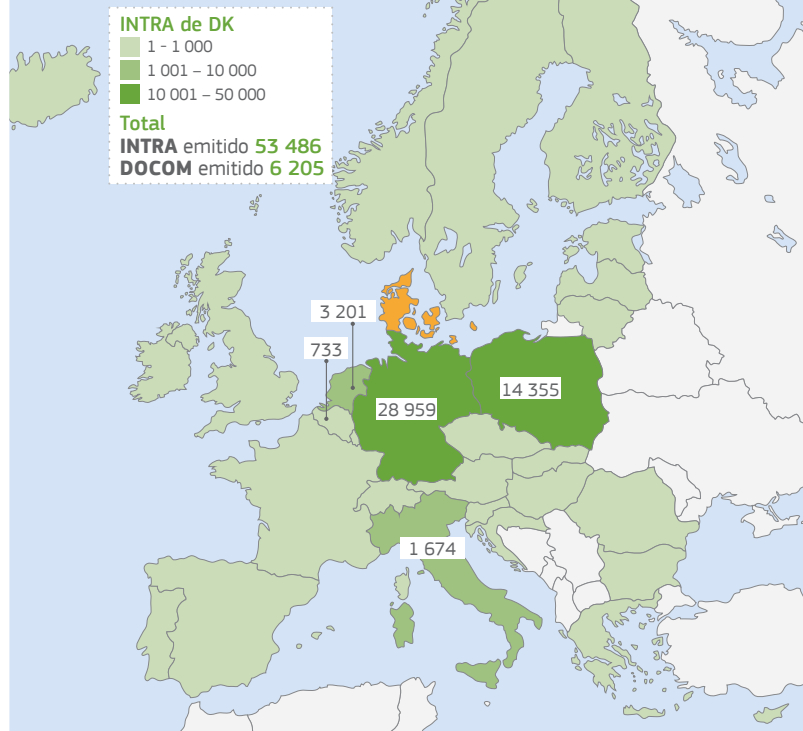 INTRA de DK
1 - 1 000
1 001 – 10 000
10 001 – 50 000
Total
INTRA emitido 53 486
DOCOM emitido 6 205
3 201
733
14 355
28 959
1 674